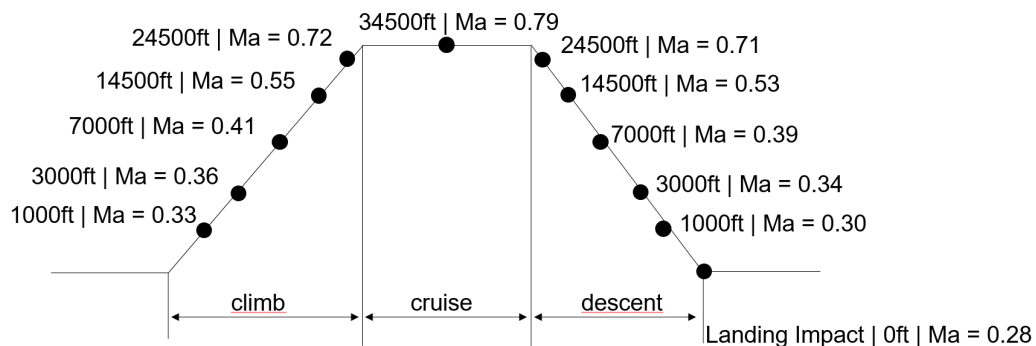 34500ft | Ma = 0.79
24500ft | Ma = 0.72
24500ft | Ma = 0.71
14500ft | Ma = 0.55
14500ft | Ma = 0.53
7000ft | Ma = 0.41
7000ft | Ma = 0.39
3000ft | Ma = 0.36
3000ft | Ma = 0.34
1000ft | Ma = 0.33
1000ft | Ma = 0.30
climb
cruise
descent
Landing Impact | 0ft | Ma = 0.28